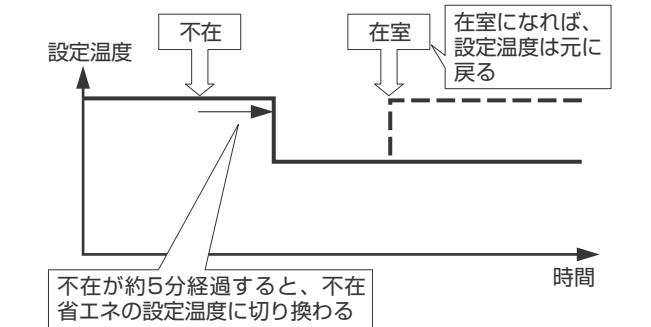 不在
在室
在室になれば、
設定温度は元に
戻る
設定温度
時間
不在が約5分経過すると、不在
省エネの設定温度に切り換わる